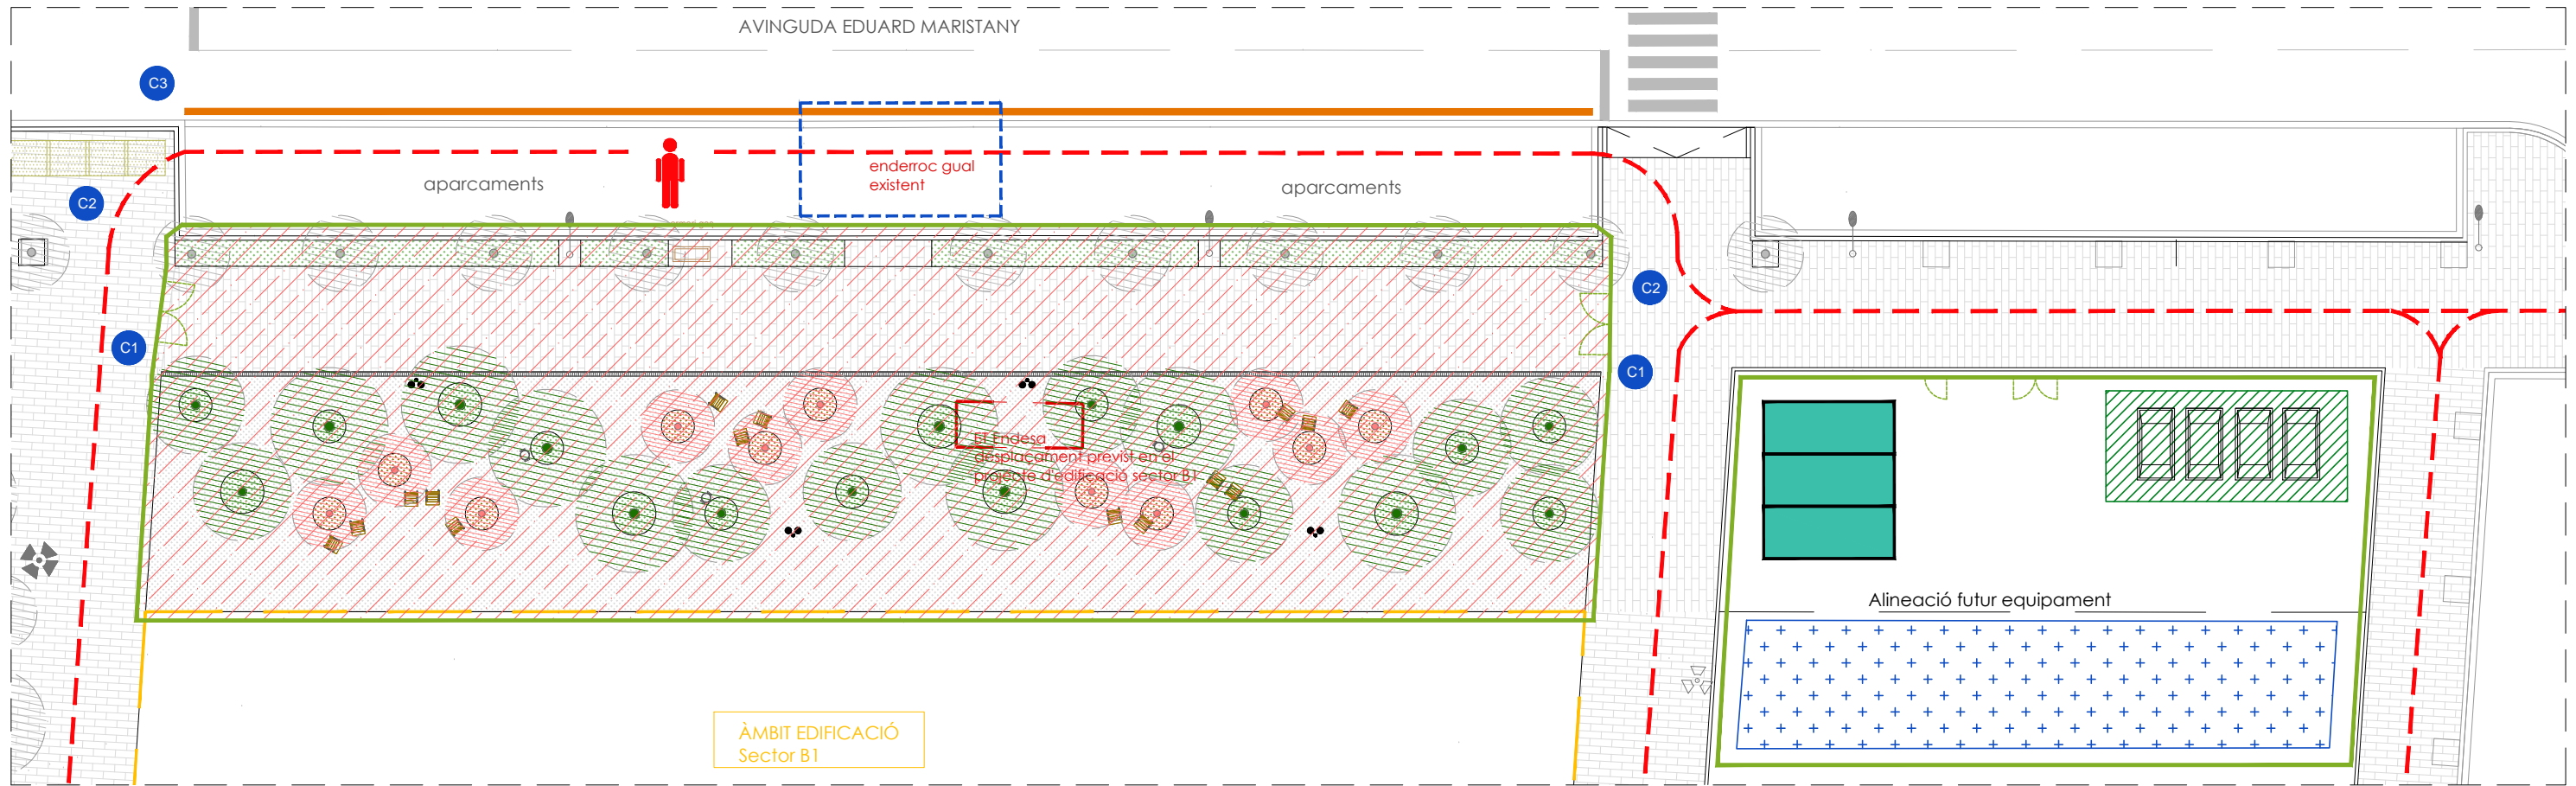 AVINGUDA EDUARD MARISTANY
C3
enderroc gual
existent
aparcaments
aparcaments
C2
C2
C1
C1
ET Endesa
desplaçament previst en el
projecte d'edificació sector B1
Alineació futur equipament
ÀMBIT EDIFICACIÓ
Sector B1